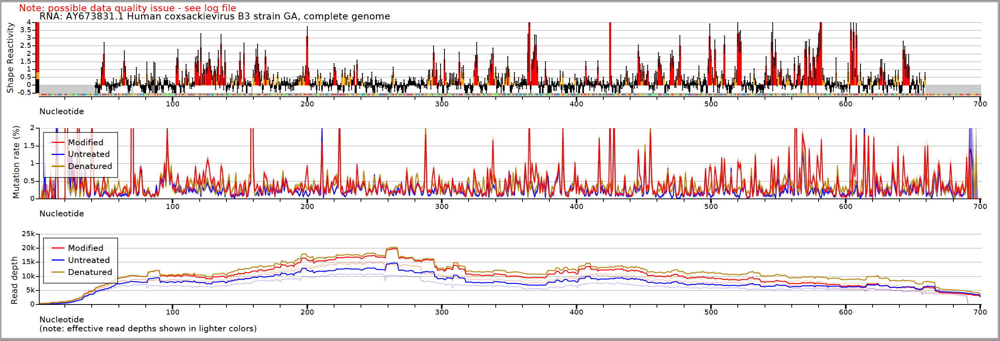 Note: possible data quality issue - see log file
RNA: AY673831.1 Human coxsackievirus B3 strain GA, complete genome
Shape Reactivity
4
3.5
3
2.5
2
1.5
1
0.5
0
-0.5
100 200 300 400 500 600 700
Nucleotide
Mutation rate (%)
2
1.5
1
0.5
0
Modified
Untreated
Denatured
100 200 300 400 500 600 700
Nucleotide
Read depth
25k
20k
15k
10k
5k
0
Modified
Untreated
Denatured
100 200 300 400 500 600 700
Nucleotide
(note: effective read depths shown in lighter colors)